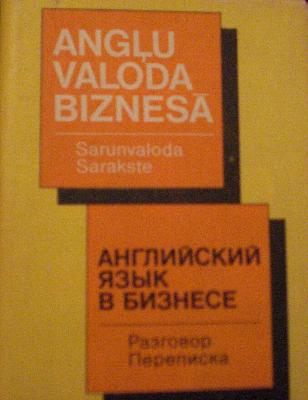 ANGĻU
VALODA
BIZNESĀ
Sarunvaloda
Sarakste
АНГЛИЙСКИЙ
ЯЗЫК
В БИЗНЕСЕ
Разговор
Переписка